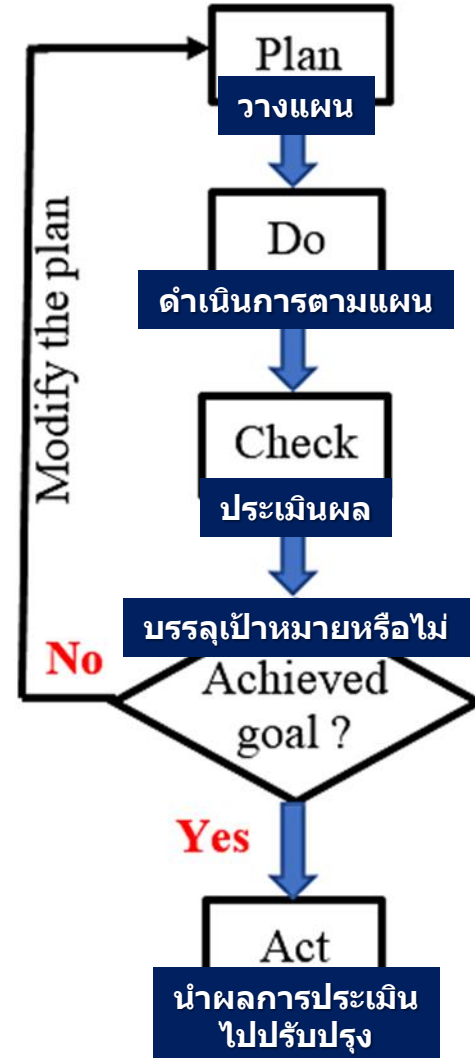 Plan
วางแผน
Do
ดำเนินการตามแผน
Check
ประเมินผล
บรรลุเป้าหมายหรือไม่
Achieved
goal ?
No
Modify the plan
Yes
Act
นำผลการประเมิน
ไปปรับปรุง